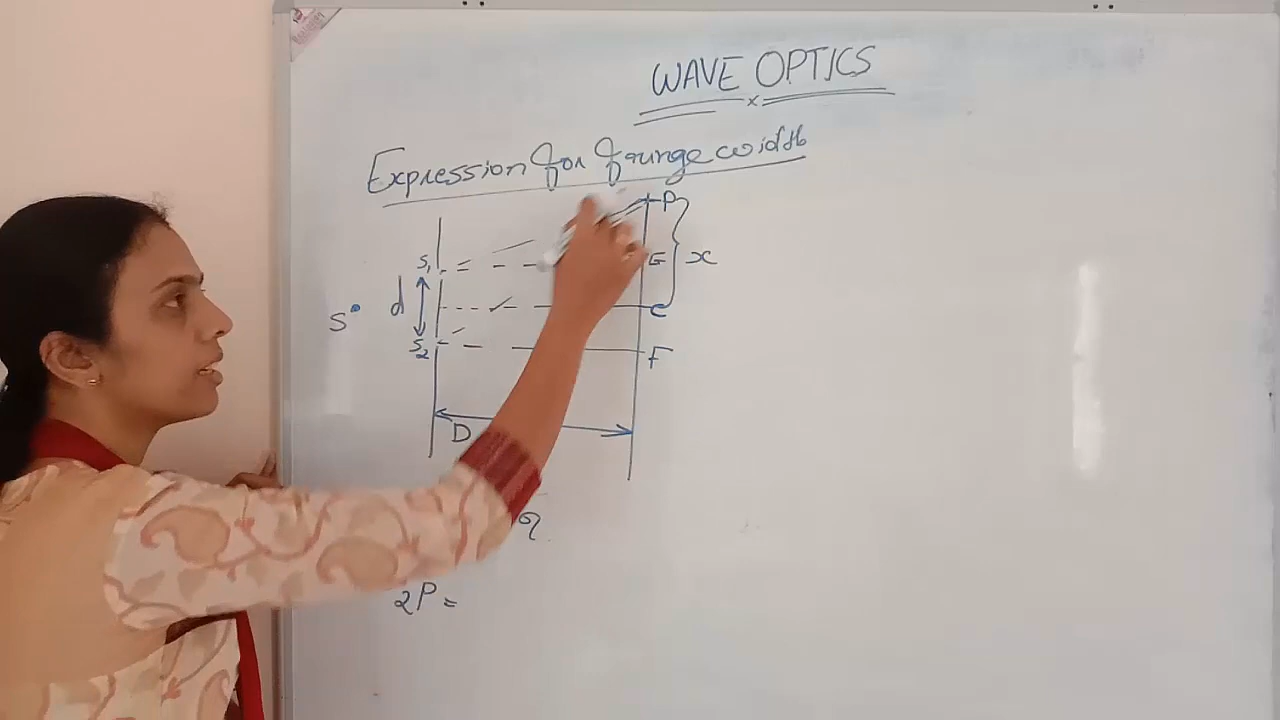 WAVE OPTICS
x
Expression for fringe width
P
S1
E
x
d
S
C
S2
F
D
2P =